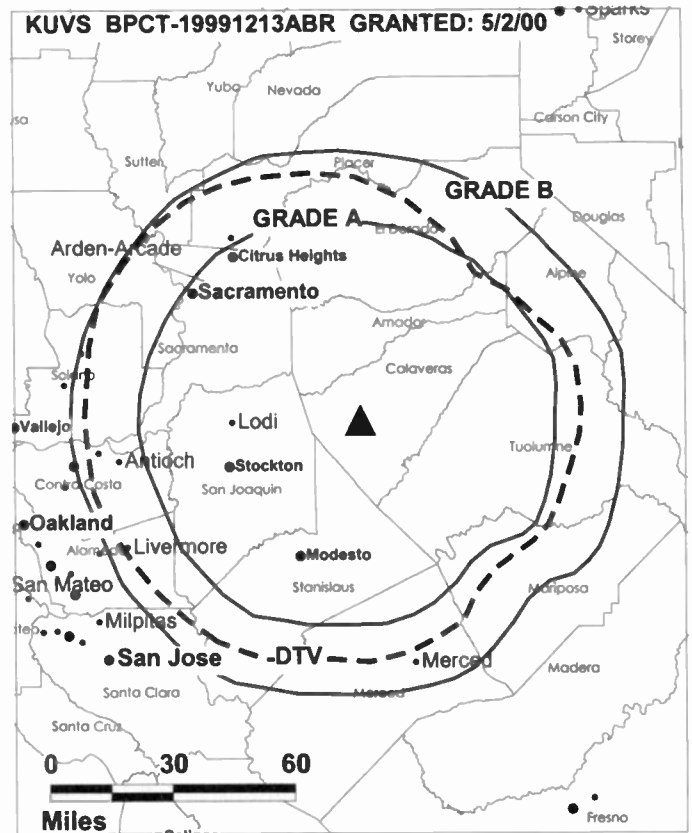 KUVS BPCT-19991213ABR GRANTED: 5/2/00
Sparks
Storey
Yuba
Nevada
Carson City
Sutter
Placer
GRADE B
GRADE A
Douglas
El Dorado
Arden-Arcade
Citrus Heights
Yolo
Alpine
Sacramento
Amador
Sacramenta
Calaveras
Solano
Lodi
Vallejo
Tuolumne
Antioch
Stockton
Contra Costa
San Joaquin
Oakland
Alameda
Livermore
Modesto
San Mateo
Stanislaus
Mariposa
Milpitas
San Jose
DTV
Merced
Madera
Santa Clara
Merced
Santa Cruz
0 30 60
Miles
Fresno